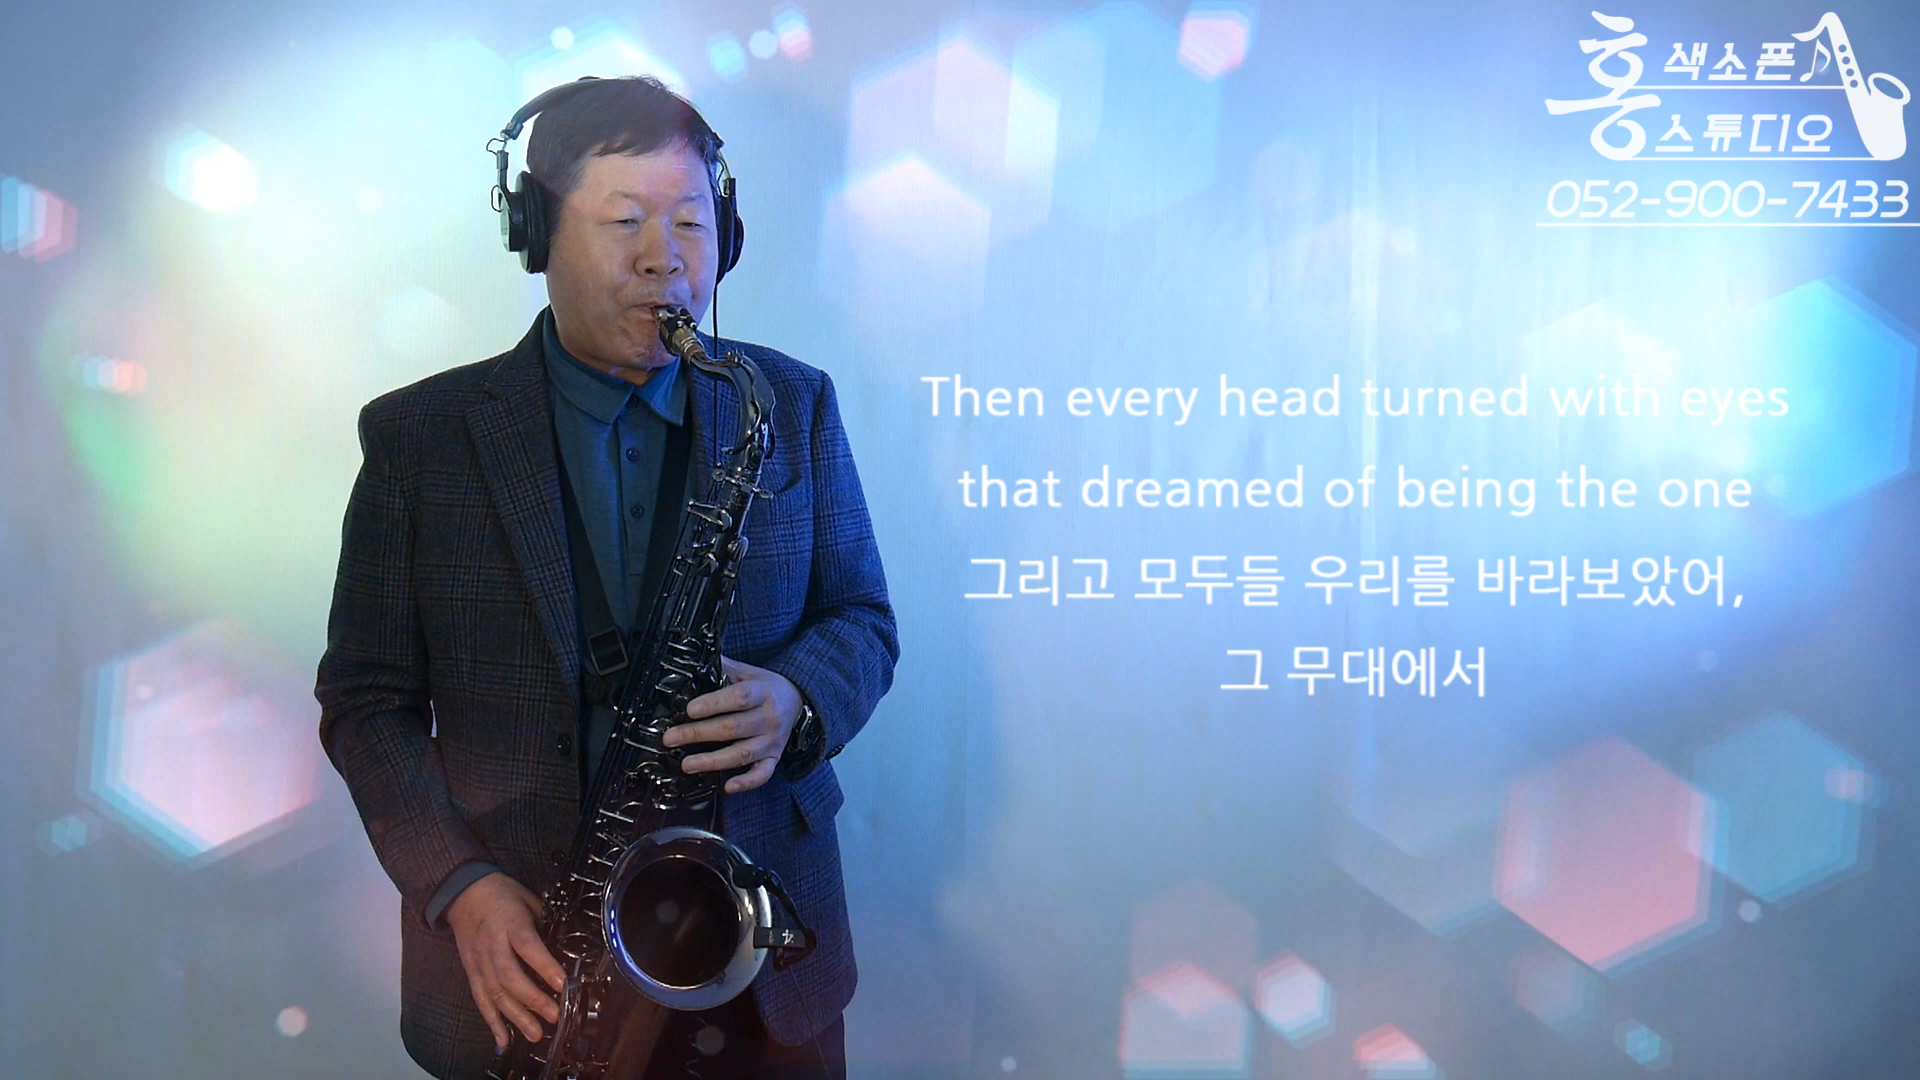 홍 색소폰
스튜디오
052-900-7433
Then every head turned with eyes
that dreamed of being the one
그리고 모두들 우리를 바라보았어,
그 무대에서